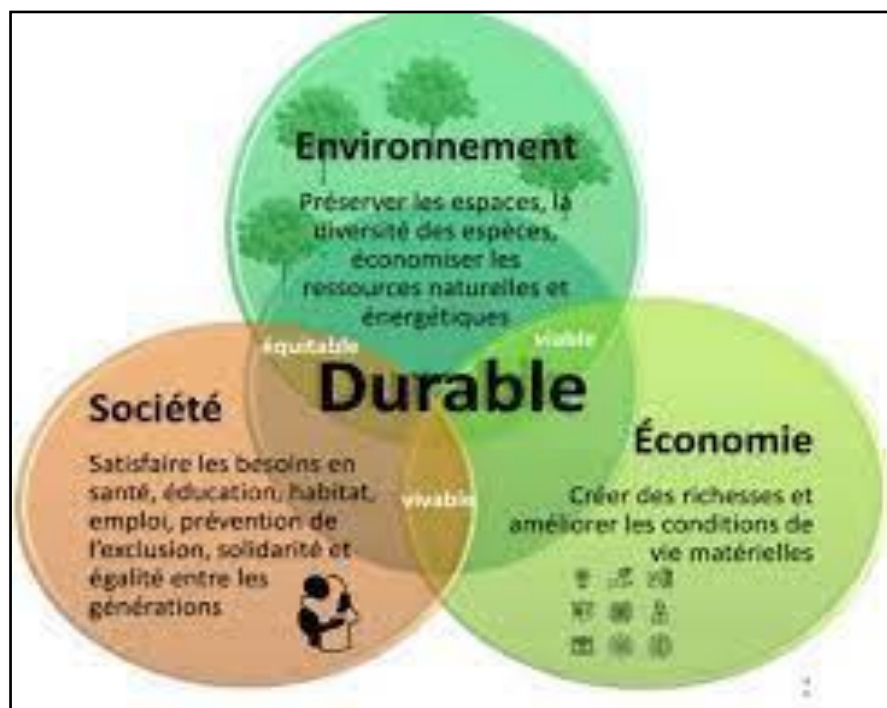 Environnement
Préserver les espaces, la
diversité des espèces,
économiser les
ressources naturelles et
énergétiques
équitable
viable
Durable
Société
Satisfaire les besoins en
santé, éducation, habitat,
emploi, prévention de
l'exclusion, solidarité et
égalité entre les
générations
vivable
Économie
Créer des richesses et
améliorer les conditions de
vie matérielles